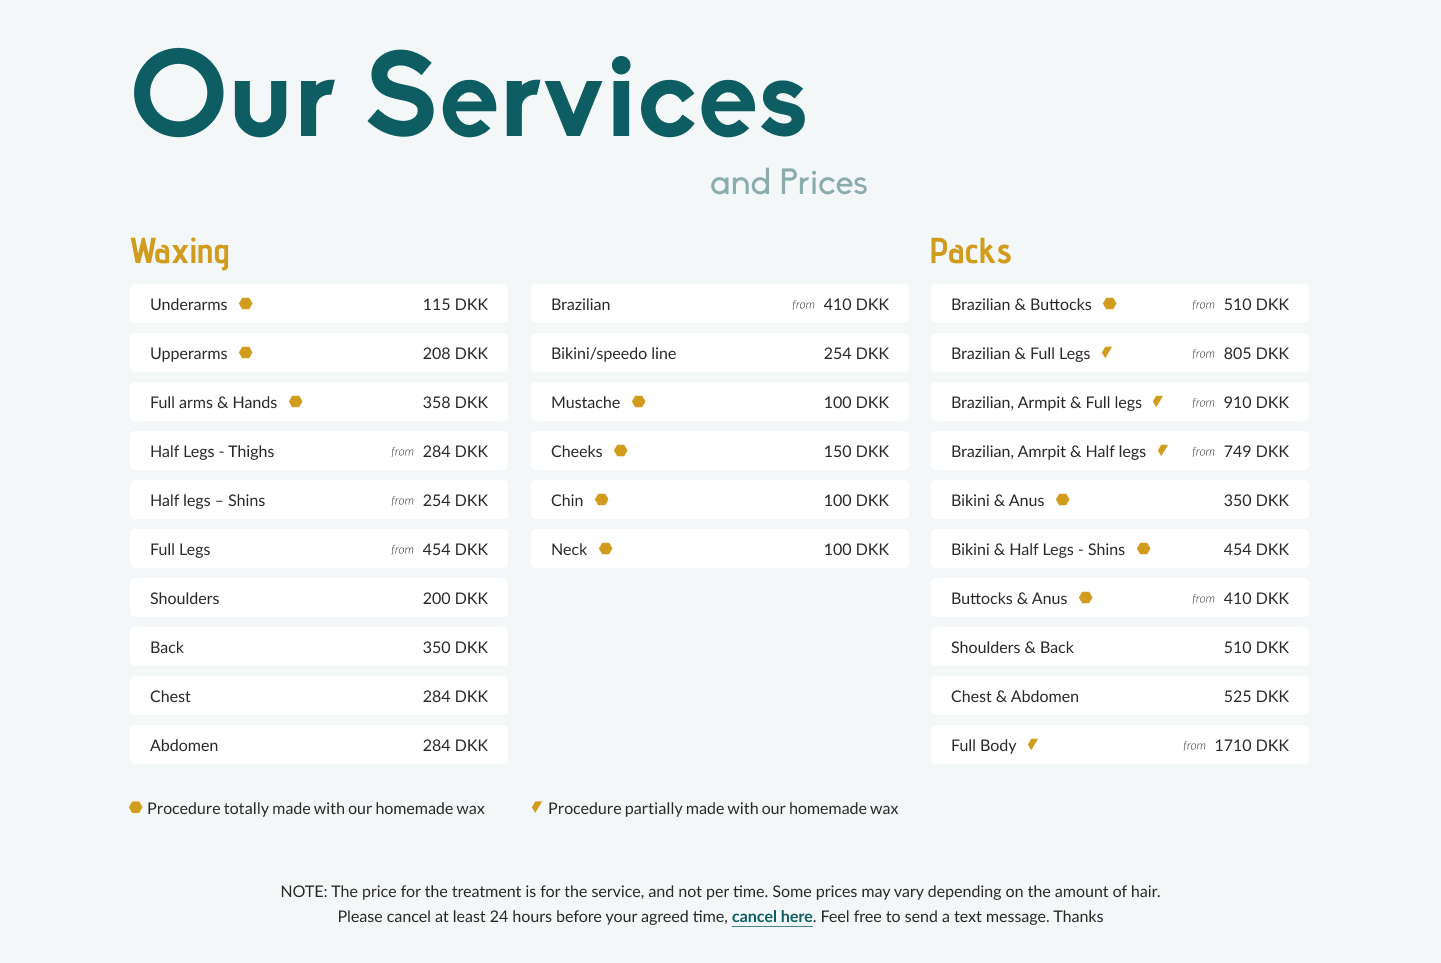 Our Services
and Prices
Waxing
Underarms 115 DKK
Upperarms 208 DKK
Full arms & Hands 358 DKK
Half Legs - Thighs from 284 DKK
Half legs – Shins from 254 DKK
Full Legs from 454 DKK
Shoulders 200 DKK
Back 350 DKK
Chest 284 DKK
Abdomen 284 DKK
Brazilian from 410 DKK
Bikini/speedo line 254 DKK
Mustache 100 DKK
Cheeks 150 DKK
Chin 100 DKK
Neck 100 DKK
Packs
Brazilian & Buttocks from 510 DKK
Brazilian & Full Legs from 805 DKK
Brazilian, Armpit & Full legs from 910 DKK
Brazilian, Amrpit & Half legs from 749 DKK
Bikini & Anus 350 DKK
Bikini & Half Legs - Shins 454 DKK
Buttocks & Anus from 410 DKK
Shoulders & Back 510 DKK
Chest & Abdomen 525 DKK
Full Body from 1710 DKK
Procedure totally made with our homemade wax
Procedure partially made with our homemade wax
NOTE: The price for the treatment is for the service, and not per time. Some prices may vary depending on the amount of hair.
Please cancel at least 24 hours before your agreed time, cancel here. Feel free to send a text message. Thanks